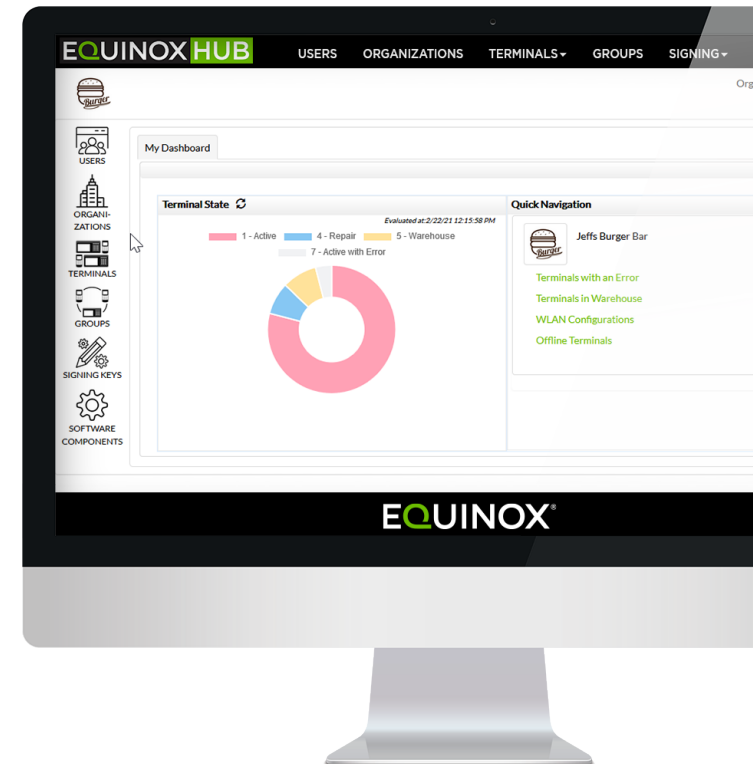 EQUINOX HUB
USERS ORGANIZATIONS TERMINALS GROUPS SIGNING
Burger
Org
USERS
ORGANI-
ZATIONS
TERMINALS
GROUPS
SIGNING KEYS
SOFTWARE
COMPONENTS
My Dashboard
Terminal State
Evaluated at:2/22/21 12:15:58 PM
1 - Active 4 - Repair 5 - Warehouse
7 - Active with Error
Quick Navigation
Burger
Jeffs Burger Bar
Terminals with an Error
Terminals in Warehouse
WLAN Configurations
Offline Terminals
EQUINOX®